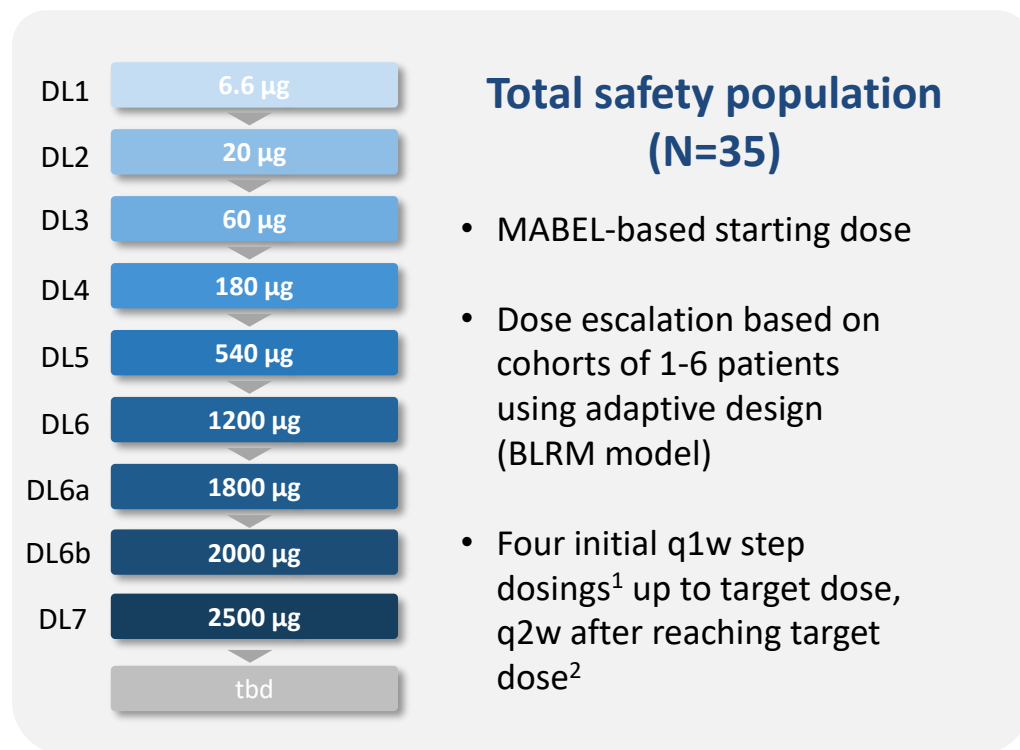 DL1 6.6 µg
DL2 20 µg
DL3 60 µg
DL4 180 µg
DL5 540 µg
DL6 1200 µg
DL6a 1800 µg
DL6b 2000 µg
DL7 2500 µg
tbd
Total safety population
(N=35)
• MABEL-based starting dose
• Dose escalation based on
cohorts of 1-6 patients
using adaptive design
(BLRM model)
• Four initial q1w step
dosings¹ up to target dose,
q2w after reaching target
dose²